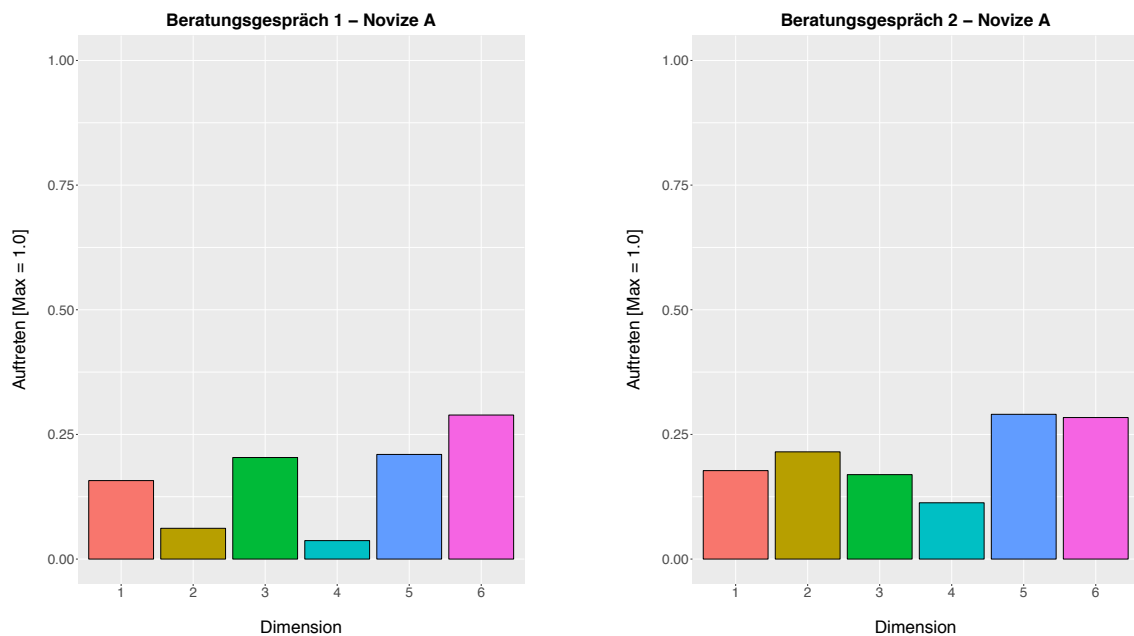 Beratungsgespräch 1 – Novize A
1.00
0.75
0.50
0.25
0.00
Auftreten [Max = 1.0]
1 2 3 4 5 6
Dimension
Beratungsgespräch 2 – Novize A
1.00
0.75
0.50
0.25
0.00
Auftreten [Max = 1.0]
1 2 3 4 5 6
Dimension